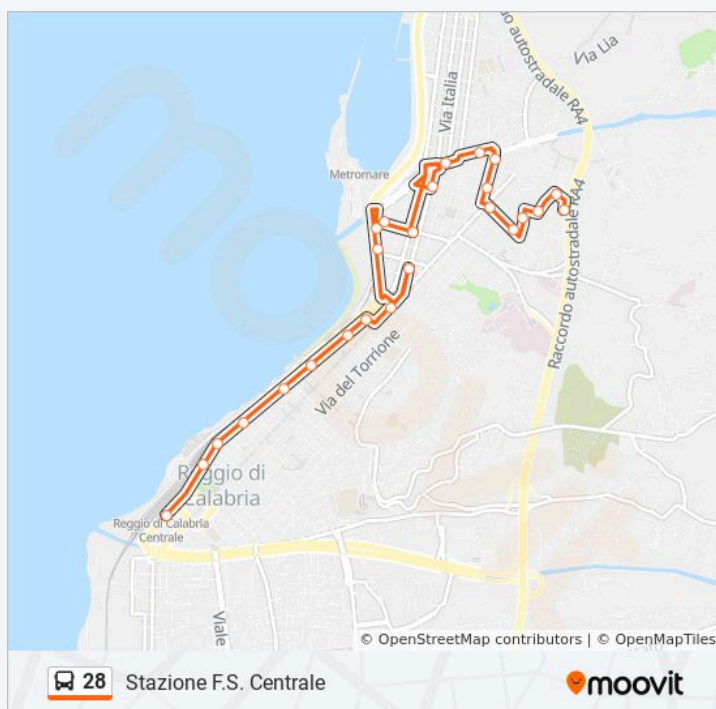 Via Lia
Raccordo autostradale RA4
Via Italia
Metromare
Raccordo autostradale RA4
Via del Torrione
Reggio di
Calabria
Reggio di Calabria
Centrale
Viale
© OpenStreetMap contributors | © OpenMapTiles
28 Stazione F.S. Centrale
moovit